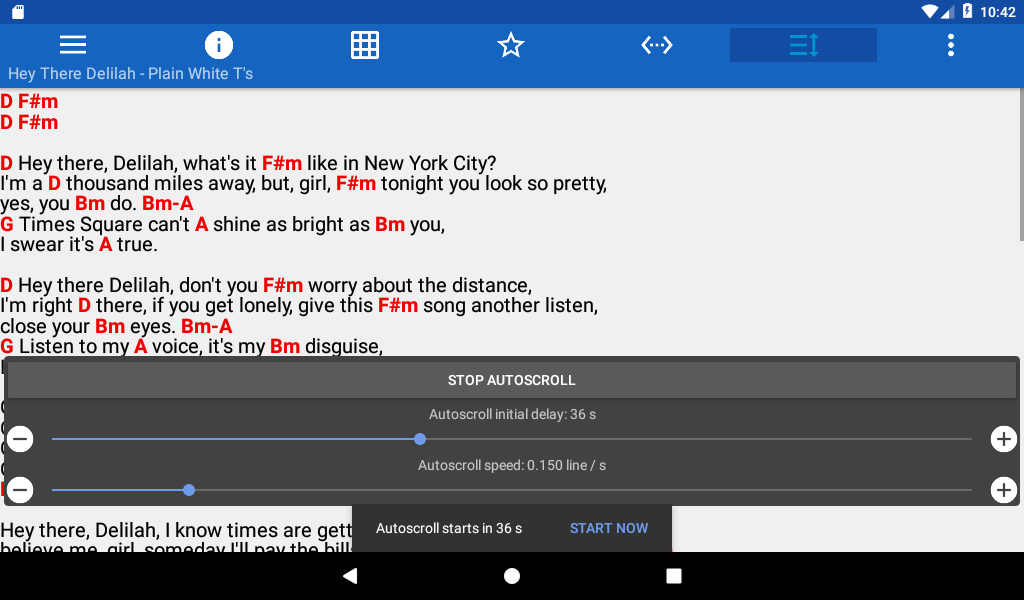 10:42
Hey There Delilah - Plain White T's
D F#m
D F#m
D Hey there, Delilah, what's it F#m like in New York City?
I'm a D thousand miles away, but, girl, F#m tonight you look so pretty,
yes, you Bm do. Bm-A
G Times Square can't A shine as bright as Bm you,
I swear it's A true.
D Hey there Delilah, don't you F#m worry about the distance,
I'm right D there, if you get lonely, give this F#m song another listen,
close your Bm eyes. Bm-A
G Listen to my A voice, it's my Bm disguise,
STOP AUTOSCROLL
Autoscroll initial delay: 36 s
Autoscroll speed: 0.150 line / s
Hey there, Delilah, I know times are gett
believe me, girl, someday I'll pay the bill
Autoscroll starts in 36 s START NOW